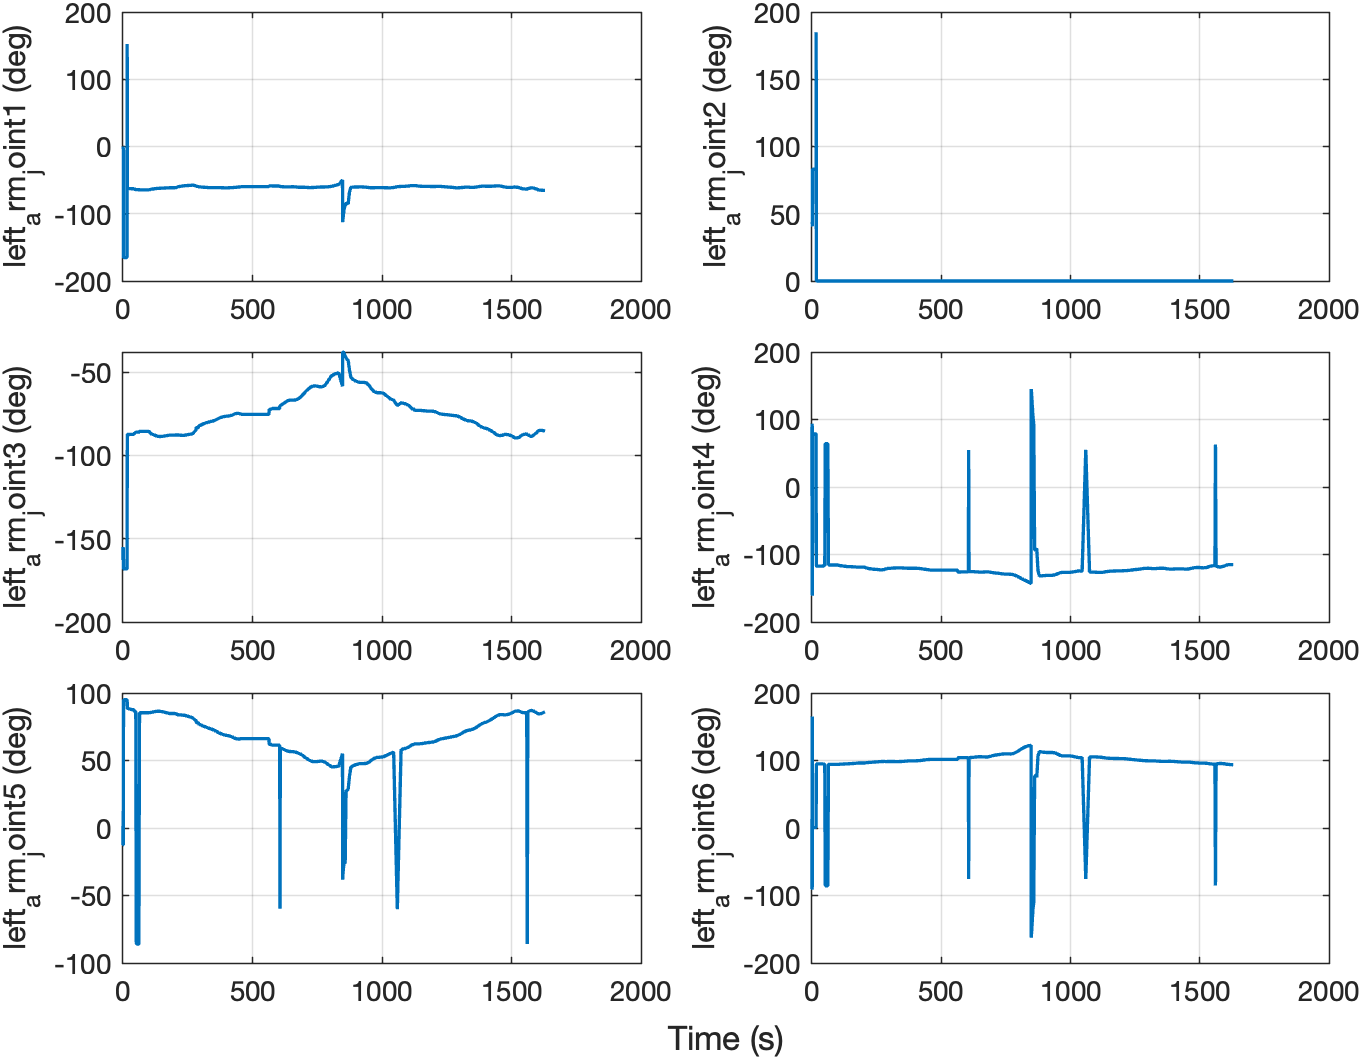 left_arm_joint1 (deg)
200
100
0
-100
-200
0 500 1000 1500 2000
left_arm_joint2 (deg)
200
150
100
50
0
0 500 1000 1500 2000
left_arm_joint3 (deg)
-50
-100
-150
-200
0 500 1000 1500 2000
left_arm_joint4 (deg)
200
100
0
-100
-200
0 500 1000 1500 2000
left_arm_joint5 (deg)
100
50
0
-50
-100
0 500 1000 1500 2000
left_arm_joint6 (deg)
200
100
0
-100
-200
0 500 1000 1500 2000
Time (s)